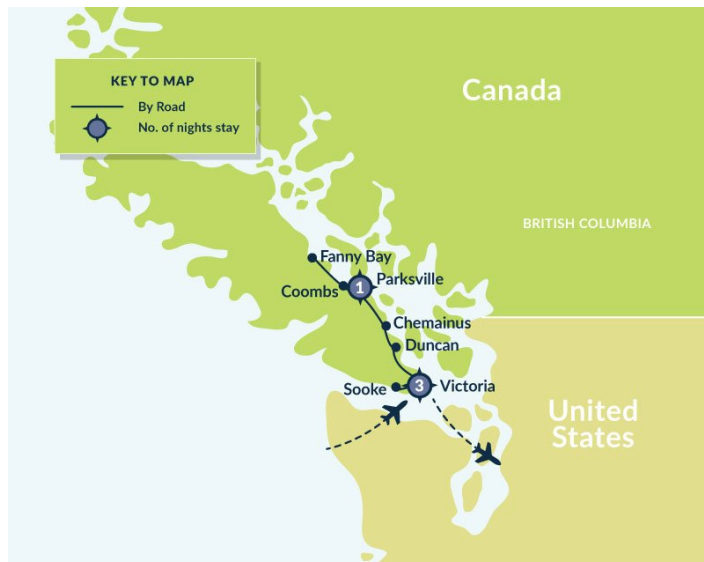 KEY TO MAP
By Road
No. of nights stay
Canada
BRITISH COLUMBIA
Fanny Bay
1
Parksville
Coombs
Chemainus
Duncan
Sooke
3
Victoria
United
States